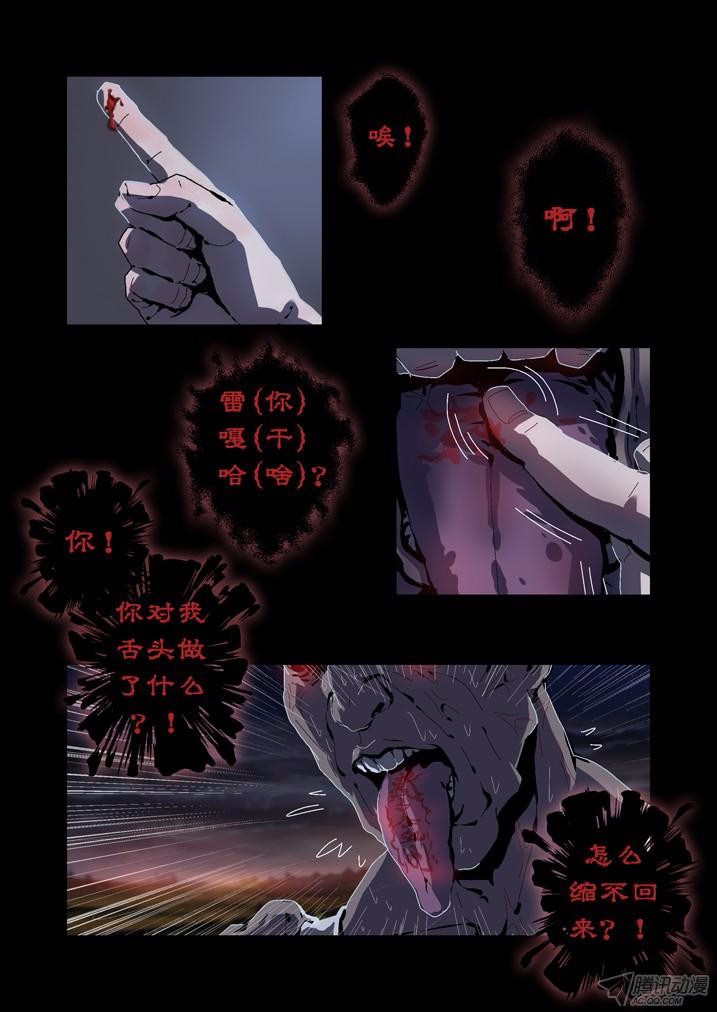 唉！
啊！
雷(你)
嘎(干)
哈(啥)？
你！
你对我
舌头做
了什么
？！
怎么
缩不回
来？！
腾讯动漫
AC.QQ.COM